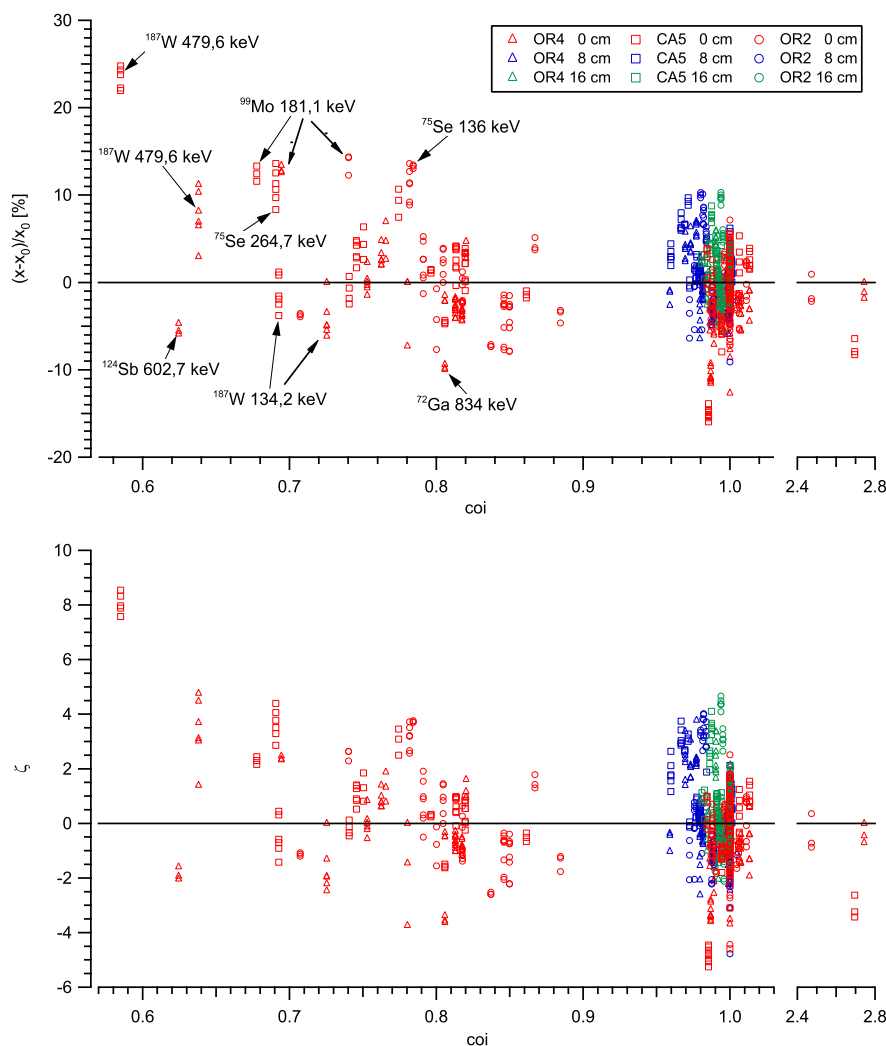 30
20
10
0
-10
-20
(x-x₀)/x₀ [%]
OR4 0 cm CA5 0 cm OR2 0 cm
OR4 8 cm CA5 8 cm OR2 8 cm
OR4 16 cm CA5 16 cm OR2 16 cm
¹⁸⁷W 479,6 keV
⁹⁹Mo 181,1 keV
⁷⁵Se 136 keV
¹⁸⁷W 479,6 keV
⁷⁵Se 264,7 keV
¹²⁴Sb 602,7 keV
¹⁸⁷W 134,2 keV
⁷²Ga 834 keV
0.6 0.7 0.8 0.9 1.0 2.4 2.8
coi
10
8
6
4
2
0
-2
-4
-6
ζ
0.6 0.7 0.8 0.9 1.0 2.4 2.8
coi